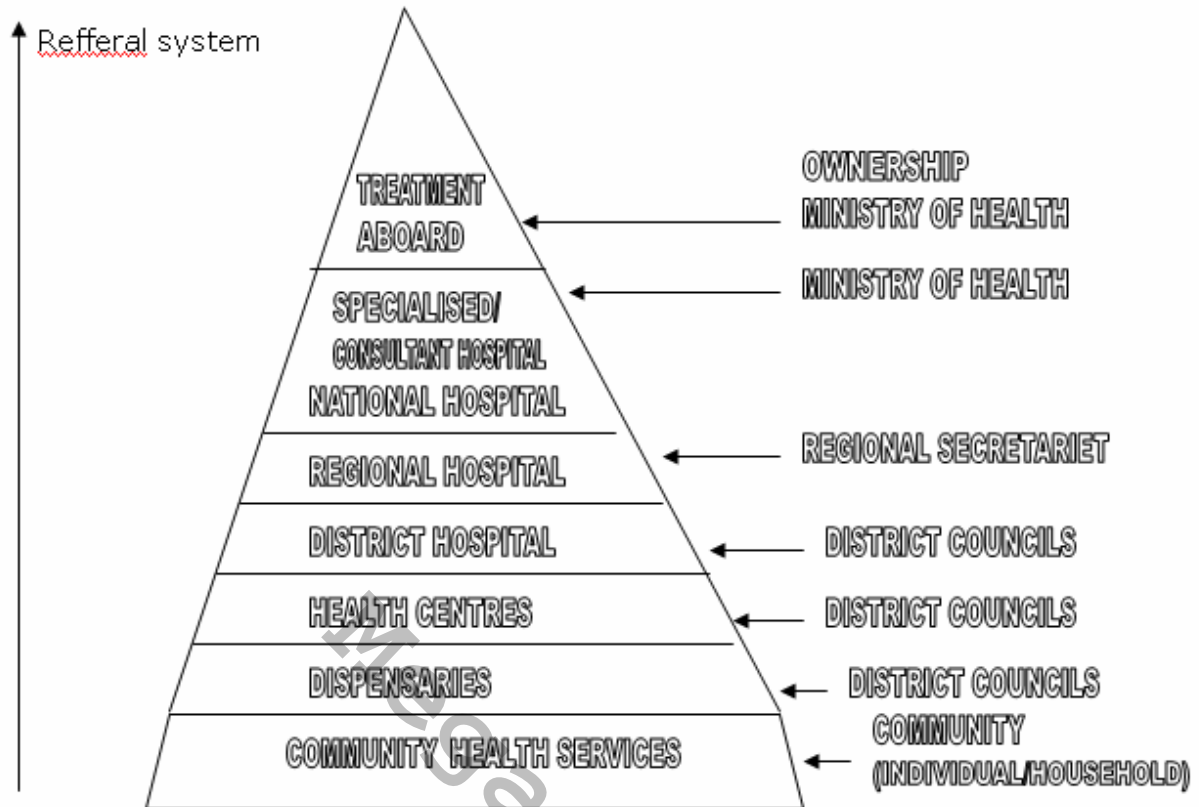 Refferal system
TREATMENT
ABOARD
SPECIALISED/
CONSULTANT HOSPITAL
NATIONAL HOSPITAL
REGIONAL HOSPITAL
DISTRICT HOSPITAL
HEALTH CENTRES
DISPENSARIES
COMMUNITY HEALTH SERVICES
OWNERSHIP
MINISTRY OF HEALTH
MINISTRY OF HEALTH
REGIONAL SECRETARIET
DISTRICT COUNCILS
DISTRICT COUNCILS
DISTRICT COUNCILS
COMMUNITY
(INDIVIDUAL/HOUSEHOLD)
Mega